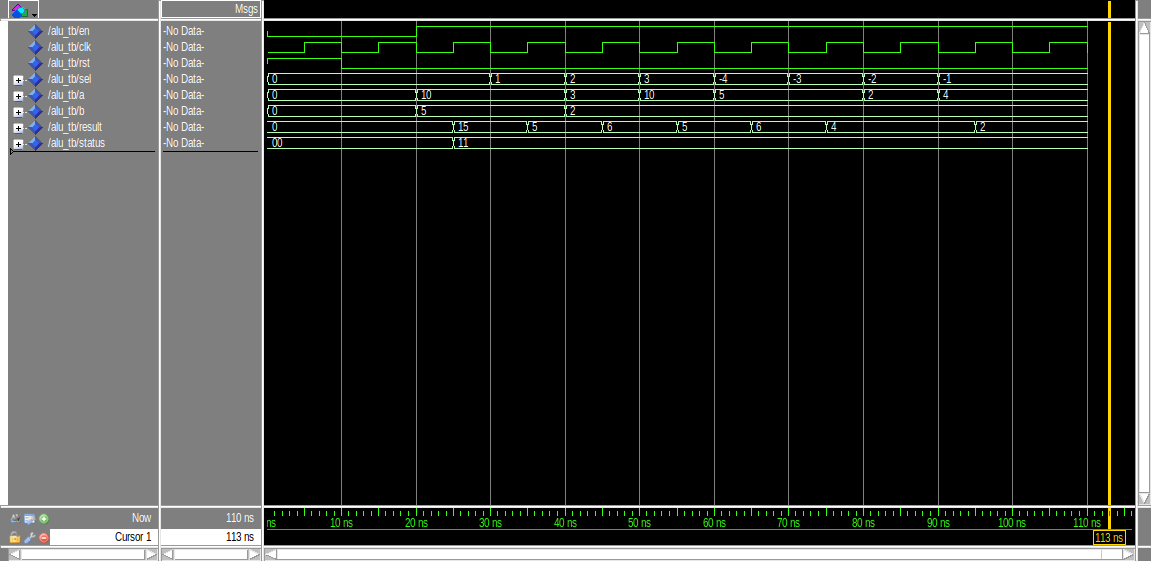 Msgs
/alu_tb/en -No Data-
/alu_tb/clk -No Data-
/alu_tb/rst -No Data-
/alu_tb/sel -No Data- 0 1 2 3 -4 -3 -2 -1
/alu_tb/a -No Data- 0 10 3 10 5 2 4
/alu_tb/b -No Data- 0 5 2
/alu_tb/result -No Data- 0 15 5 6 5 6 4 2
/alu_tb/status -No Data- 00 11
Now 110 ns ns 10 ns 20 ns 30 ns 40 ns 50 ns 60 ns 70 ns 80 ns 90 ns 100 ns 110 ns
Cursor 1 113 ns 113 ns